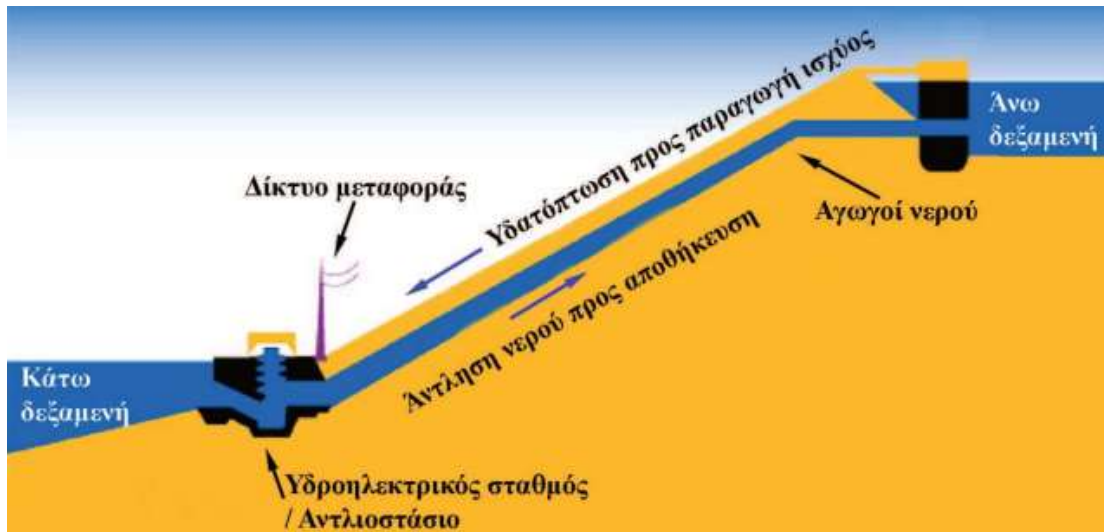 Υδατόπτωση προς παραγωγή ισχύος
Άνω
δεξαμενή
Δίκτυο μεταφοράς
Αγωγοί νερού
Άντληση νερού προς αποθήκευση
Κάτω
δεξαμενή
Υδροηλεκτρικός σταθμός
/ Αντλιοστάσιο